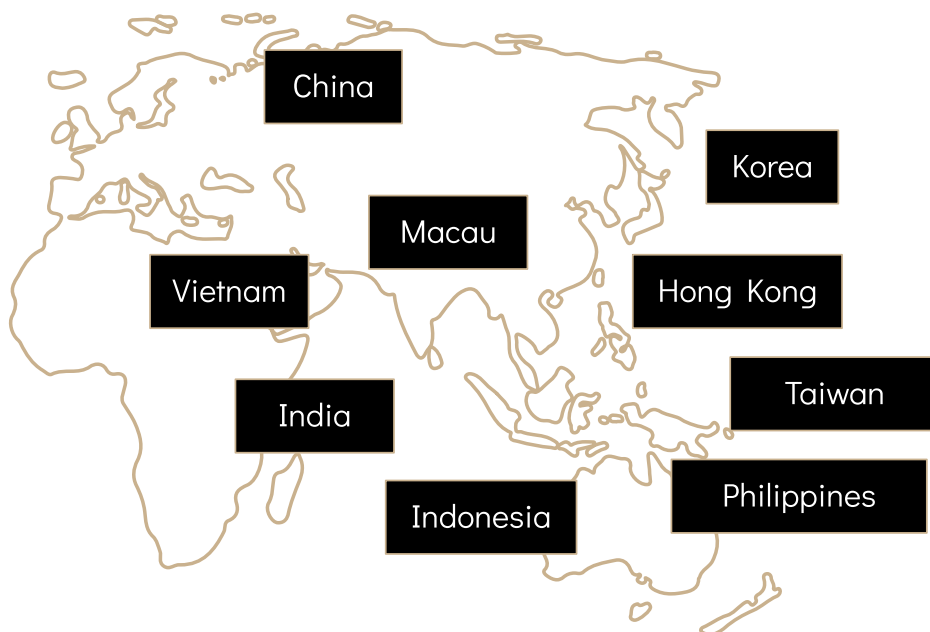 China
Korea
Macau
Vietnam
Hong Kong
Taiwan
India
Philippines
Indonesia